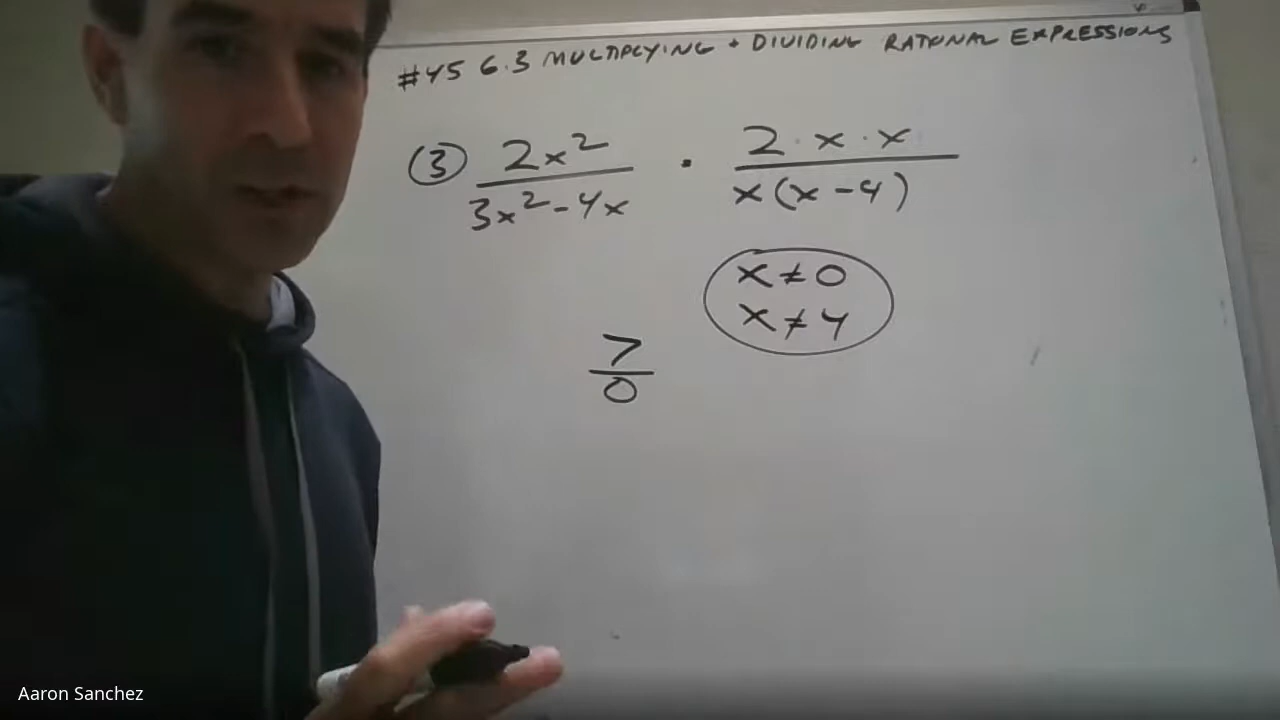 #45 6.3 MULTIPLYING + DIVIDING RATIONAL EXPRESSIONS
(3) 2x² / 3x²-4x · 2·x·x / x(x-4)
x≠0
x≠4
7/0
Aaron Sanchez